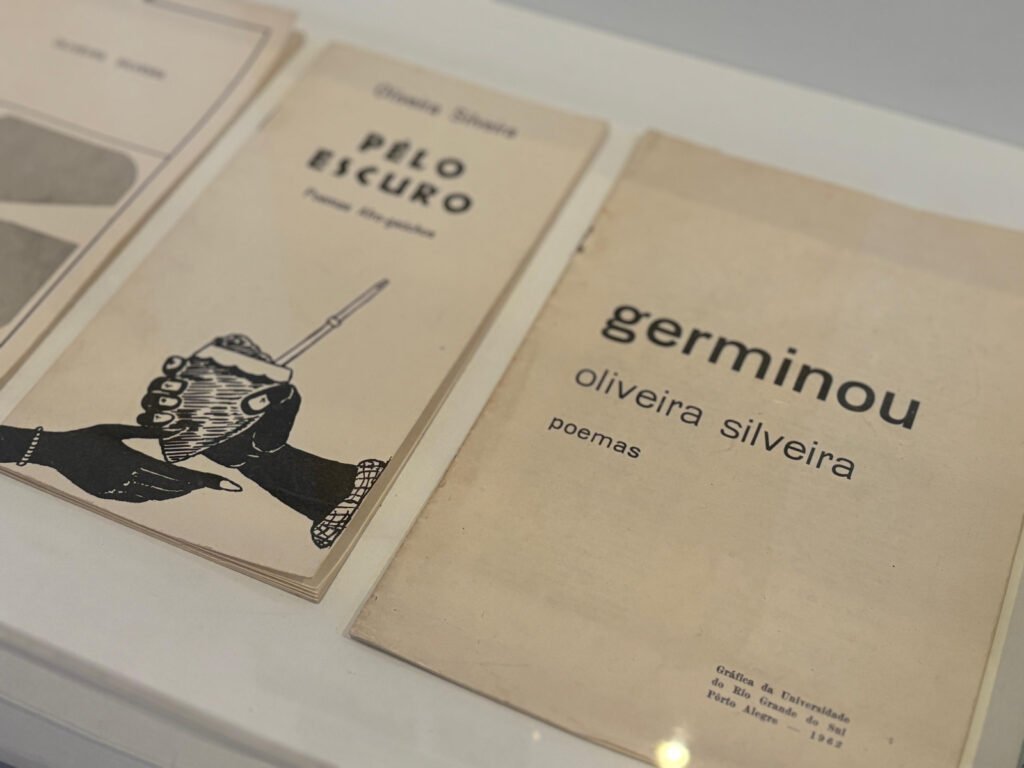 Oliveira Silveira
PÊLO
ESCURO
Poemas Afro-gaúchos
germinou
oliveira silveira
poemas
Gráfica da Universidade
do Rio Grande do Sul
Pôrto Alegre — 1962